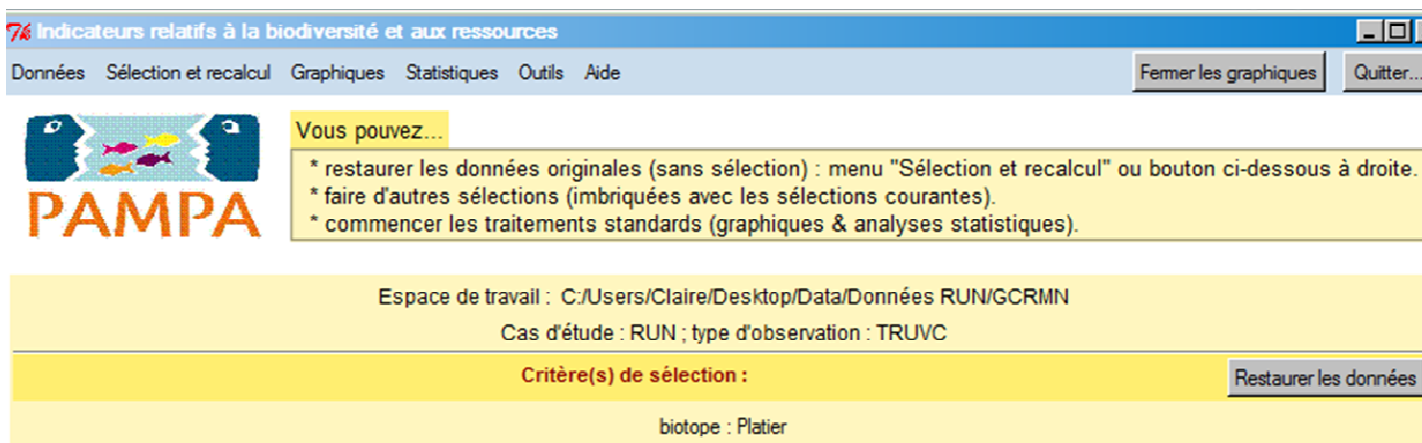 Indicateurs relatifs à la biodiversité et aux ressources
Données Sélection et recalcul Graphiques Statistiques Outils Aide Fermer les graphiques Quitter...
PAMPA
Vous pouvez...
* restaurer les données originales (sans sélection) : menu "Sélection et recalcul" ou bouton ci-dessous à droite.
* faire d'autres sélections (imbriquées avec les sélections courantes).
* commencer les traitements standards (graphiques & analyses statistiques).
Espace de travail : C:/Users/Claire/Desktop/Data/Données RUN/GCRMN
Cas d'étude : RUN ; type d'observation : TRUVC
Critère(s) de sélection : Restaurer les données
biotope : Platier